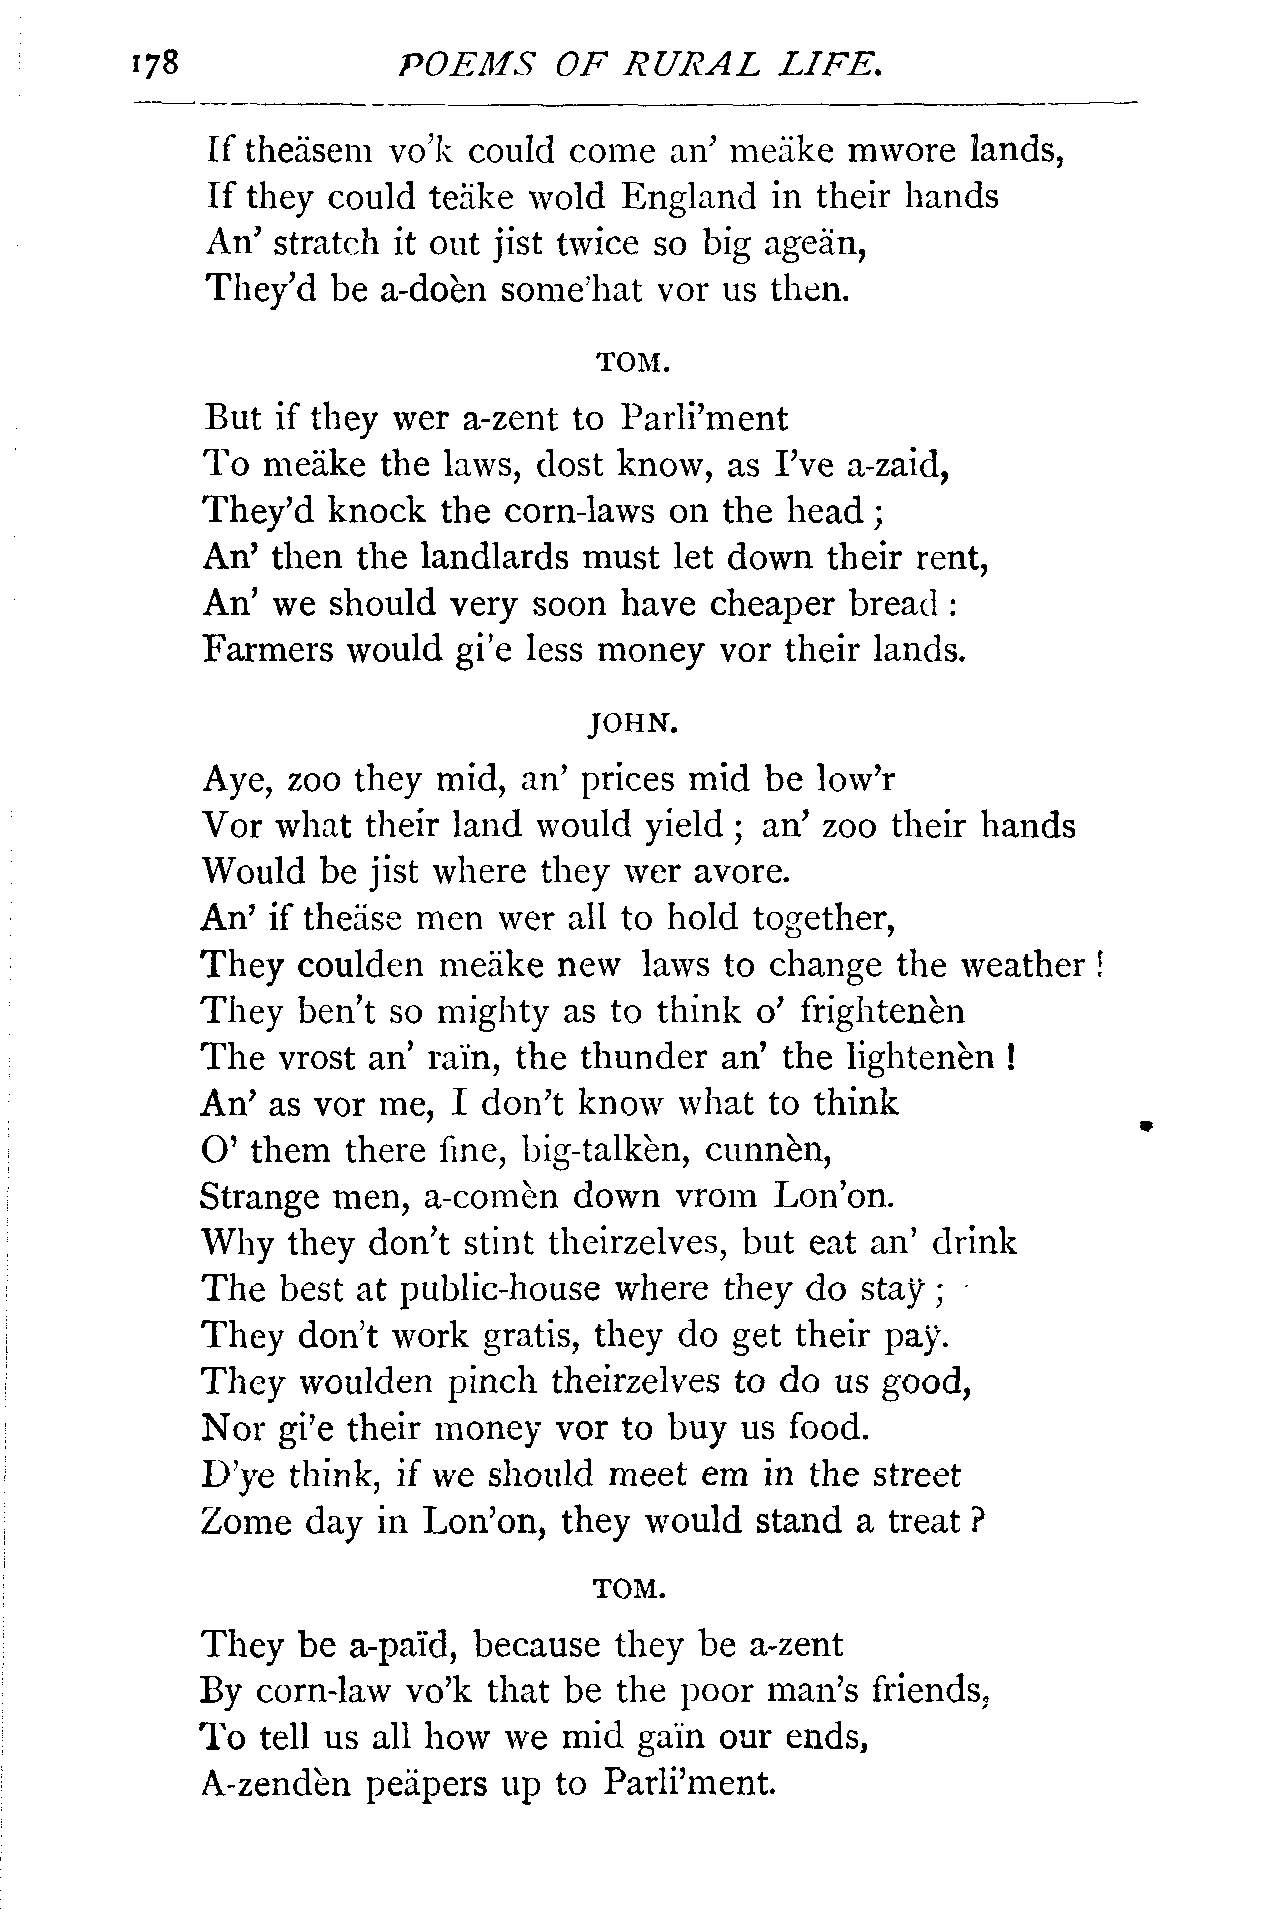 178 POEMS OF RURAL LIFE.
If theäsem vo'k could come an' meäke mwore lands,
If they could teäke wold England in their hands
An' stratch it out jist twice so big ageän,
They'd be a-doèn some'hat vor us then.
TOM.
But if they wer a-zent to Parli'ment
To meäke the laws, dost know, as I've a-zaid,
They'd knock the corn-laws on the head ;
An' then the landlards must let down their rent,
An' we should very soon have cheaper bread :
Farmers would gi'e less money vor their lands.
JOHN.
Aye, zoo they mid, an' prices mid be low'r
Vor what their land would yield ; an' zoo their hands
Would be jist where they wer avore.
An' if theäse men wer all to hold together,
They coulden meäke new laws to change the weather !
They ben't so mighty as to think o' frightenèn
The vrost an' raïn, the thunder an' the lightenèn !
An' as vor me, I don't know what to think
O' them there fine, big-talkèn, cunnèn,
Strange men, a-comèn down vrom Lon'on.
Why they don't stint theirzelves, but eat an' drink
The best at public-house where they do staÿ ;
They don't work gratis, they do get their paÿ.
They woulden pinch theirzelves to do us good,
Nor gi'e their money vor to buy us food.
D'ye think, if we should meet em in the street
Zome day in Lon'on, they would stand a treat ?
TOM.
They be a-païd, because they be a-zent
By corn-law vo'k that be the poor man's friends,
To tell us all how we mid gaïn our ends,
A-zendèn peäpers up to Parli'ment.